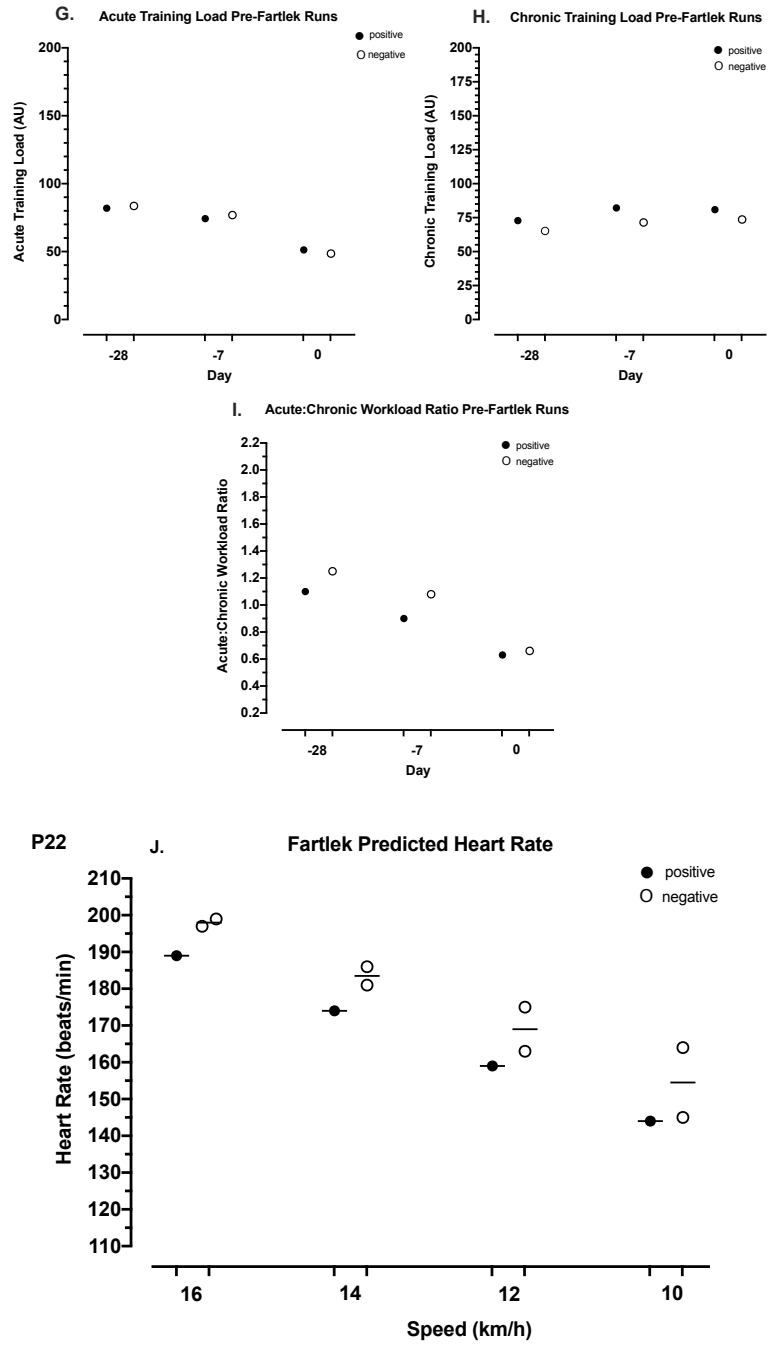 G. Acute Training Load Pre-Fartlek Runs
positive
negative
200
150
100
50
0
Acute Training Load (AU)
-28 -7 0
Day
H. Chronic Training Load Pre-Fartlek Runs
positive
negative
200
175
150
125
100
75
50
25
0
Chronic Training Load (AU)
-28 -7 0
Day
I. Acute:Chronic Workload Ratio Pre-Fartlek Runs
positive
negative
2.2
2.0
1.8
1.6
1.4
1.2
1.0
0.8
0.6
0.4
0.2
Acute:Chronic Workload Ratio
-28 -7 0
Day
P22 J. Fartlek Predicted Heart Rate
positive
negative
210
200
190
180
170
160
150
140
130
120
110
Heart Rate (beats/min)
16 14 12 10
Speed (km/h)